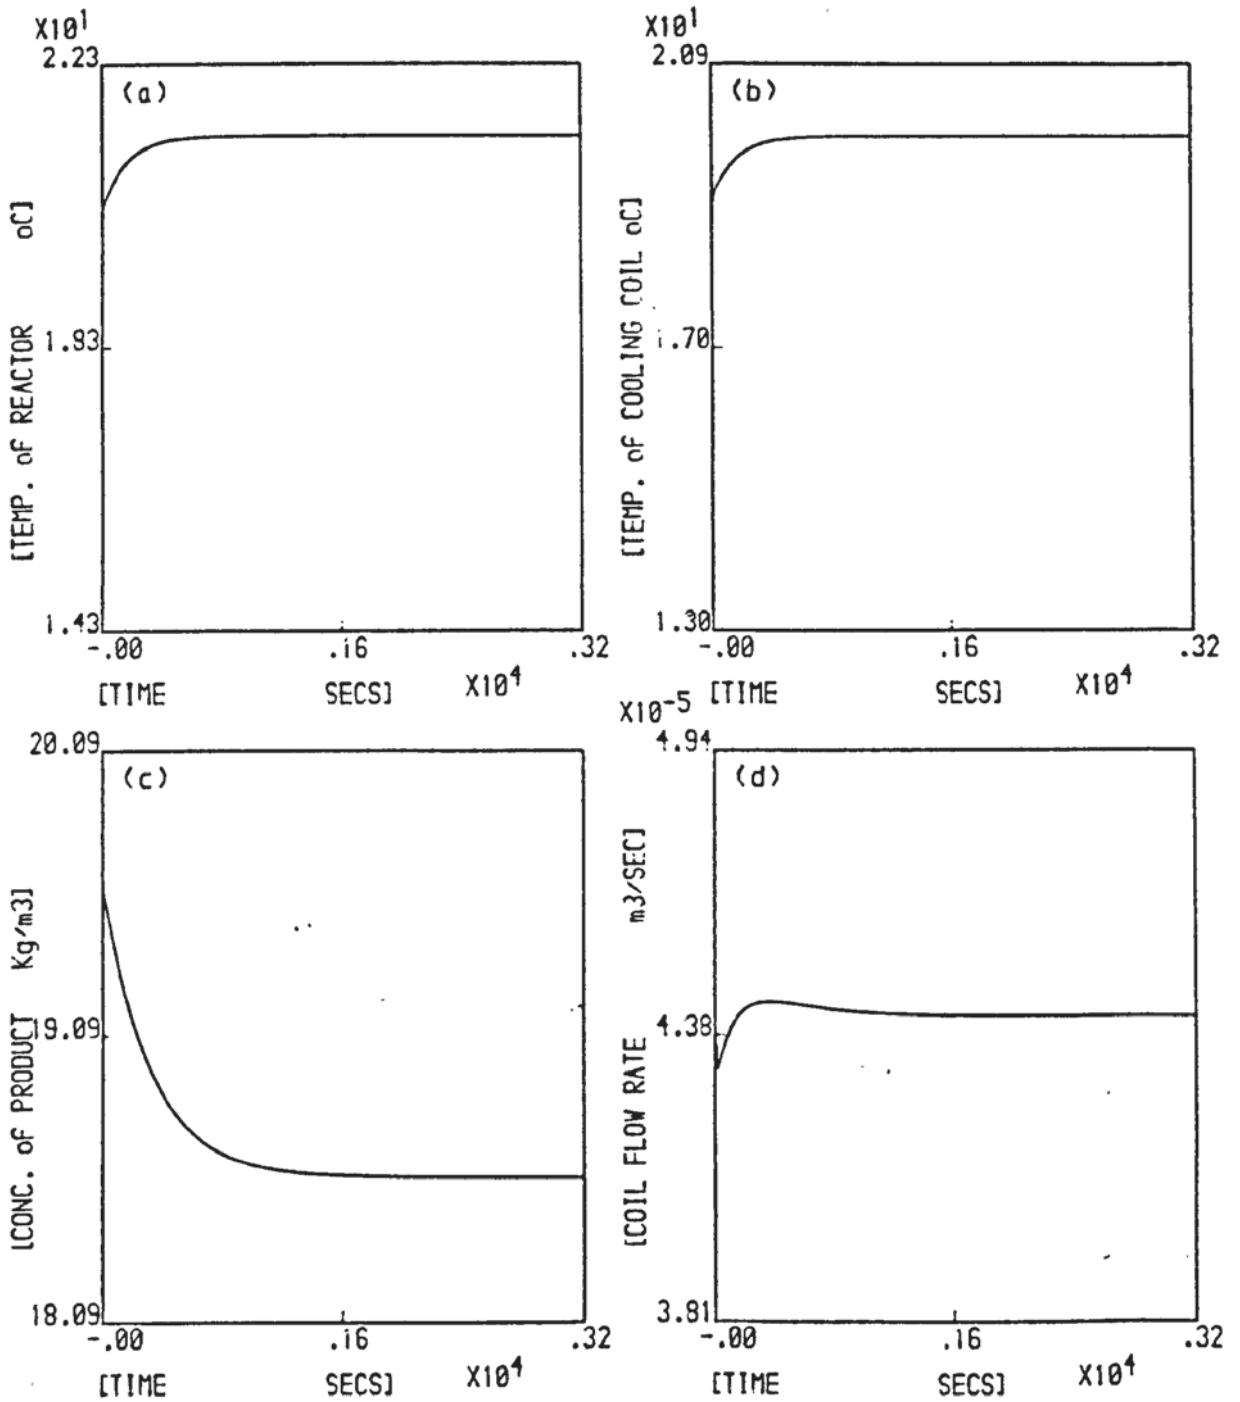 X10¹
2.23
(a)
[TEMP. of REACTOR oC]
1.83
1.43
-.00 .16 .32
[TIME SECS] X10⁴
X10¹
2.09
(b)
[TEMP. of COOLING COIL oC]
1.70
1.30
-.00 .16 .32
[TIME SECS] X10⁴
20.09
(c)
[CONC. of PRODUCT Kg/m3]
19.09
18.09
-.00 .16 .32
[TIME SECS] X10⁴
X10⁻⁵
4.94
(d)
[COIL FLOW RATE m3/SEC]
4.38
3.81
-.00 .16 .32
[TIME SECS] X10⁴